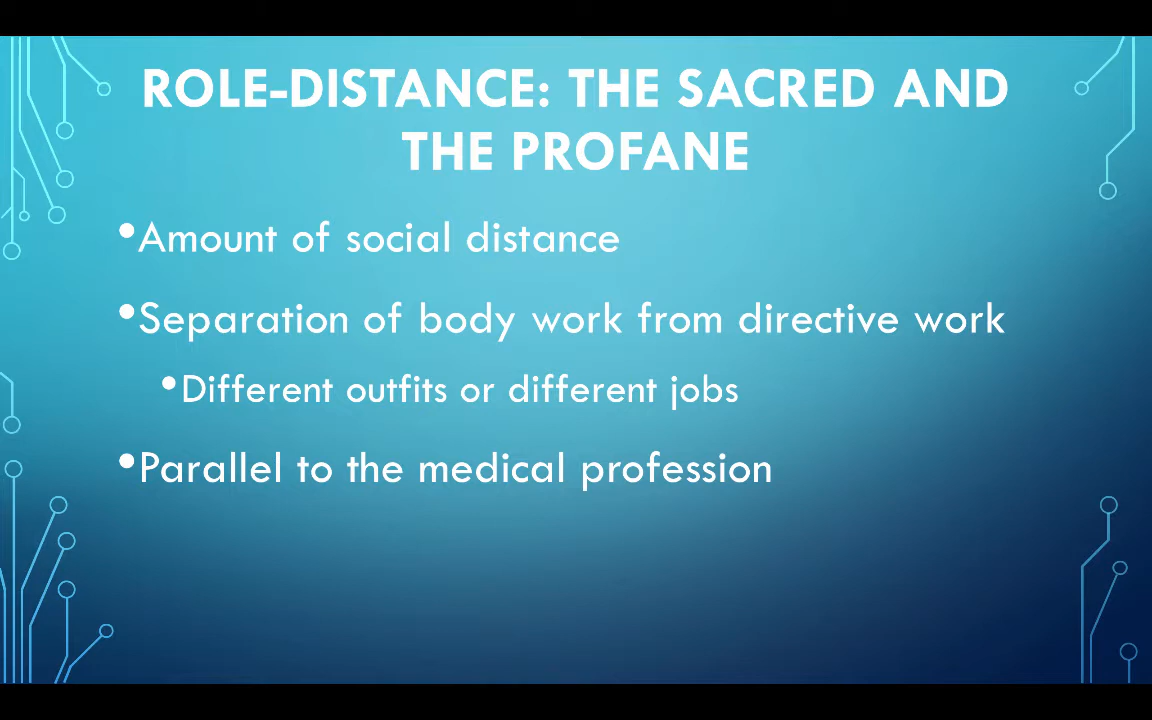 ROLE-DISTANCE: THE SACRED AND
THE PROFANE
•Amount of social distance
•Separation of body work from directive work
•Different outfits or different jobs
•Parallel to the medical profession